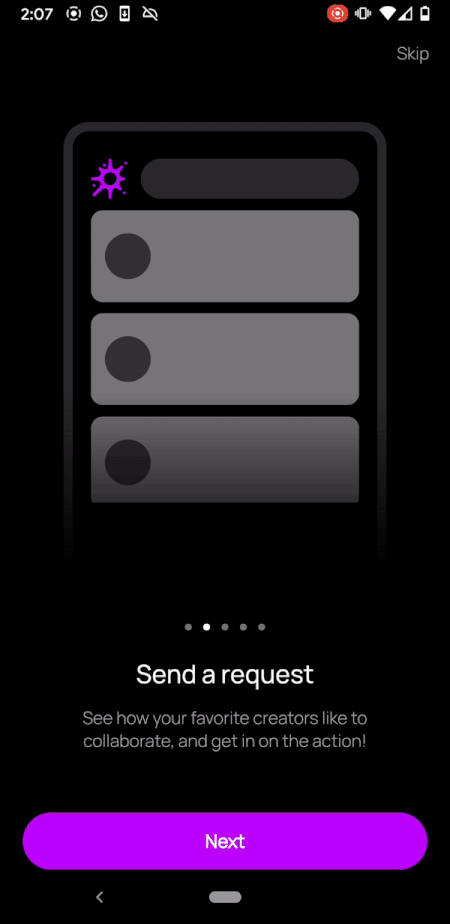 2:07
Skip
Send a request
See how your favorite creators like to
collaborate, and get in on the action!
Next